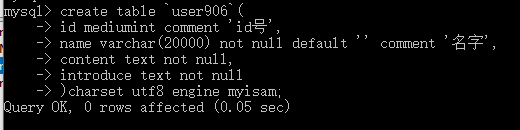 mysql> create table `user906`(
-> id mediumint comment 'id号',
-> name varchar(20000) not null default '' comment '名字',
-> content text not null,
-> introduce text not null
-> )charset utf8 engine myisam;
Query OK, 0 rows affected (0.05 sec)